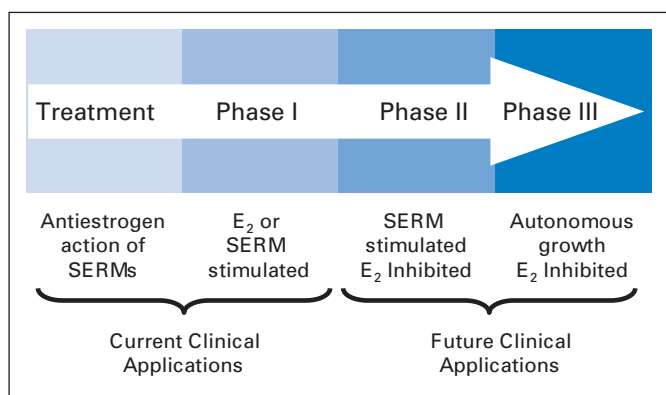 Treatment Phase I Phase II Phase III
Antiestrogen
action of
SERMs
E₂ or
SERM
stimulated
SERM
stimulated
E₂ Inhibited
Autonomous
growth
E₂ Inhibited
Current Clinical
Applications
Future Clinical
Applications